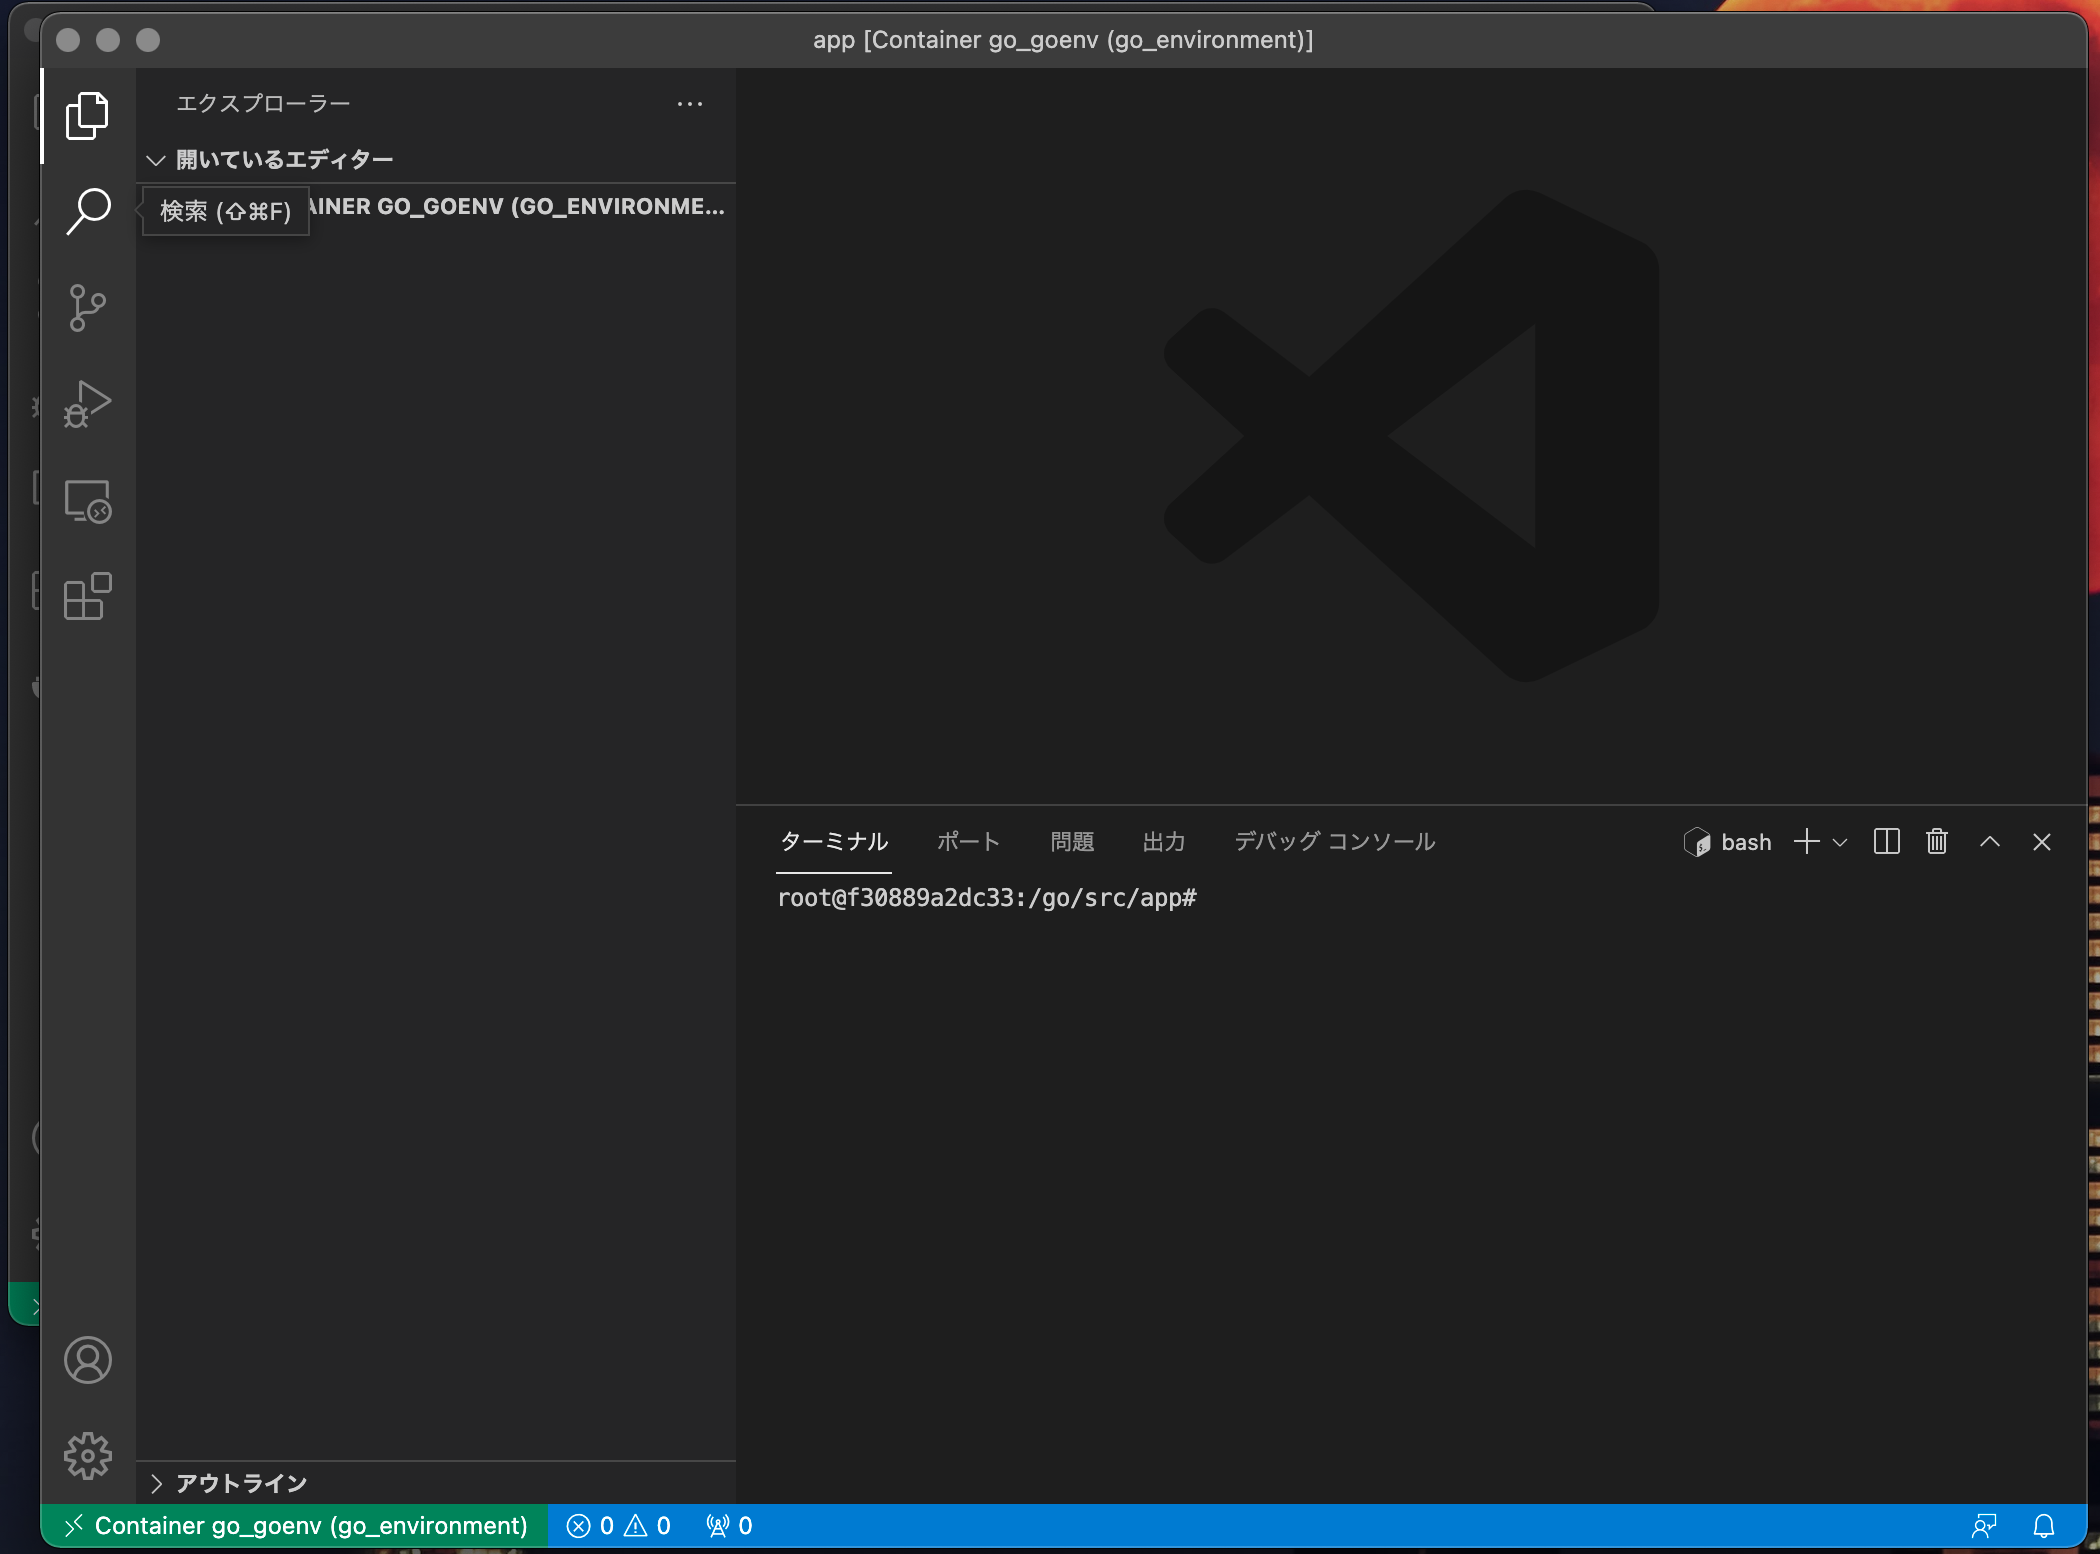 app [Container go_goenv (go_environment)]
エクスプローラー
開いているエディター
検索 (⇧⌘F)
AINER GO_GOENV (GO_ENVIRONME...
ターミナル ポート 問題 出力 デバッグ コンソール bash
root@f30889a2dc33:/go/src/app#
アウトライン
Container go_goenv (go_environment) 0 0 0